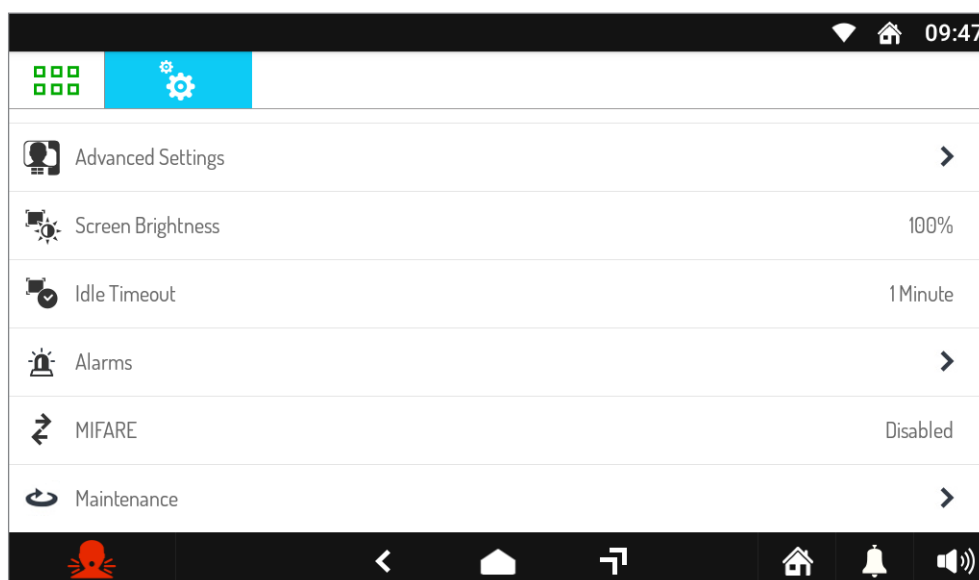 09:47
Advanced Settings
Screen Brightness 100%
Idle Timeout 1 Minute
Alarms
MIFARE Disabled
Maintenance